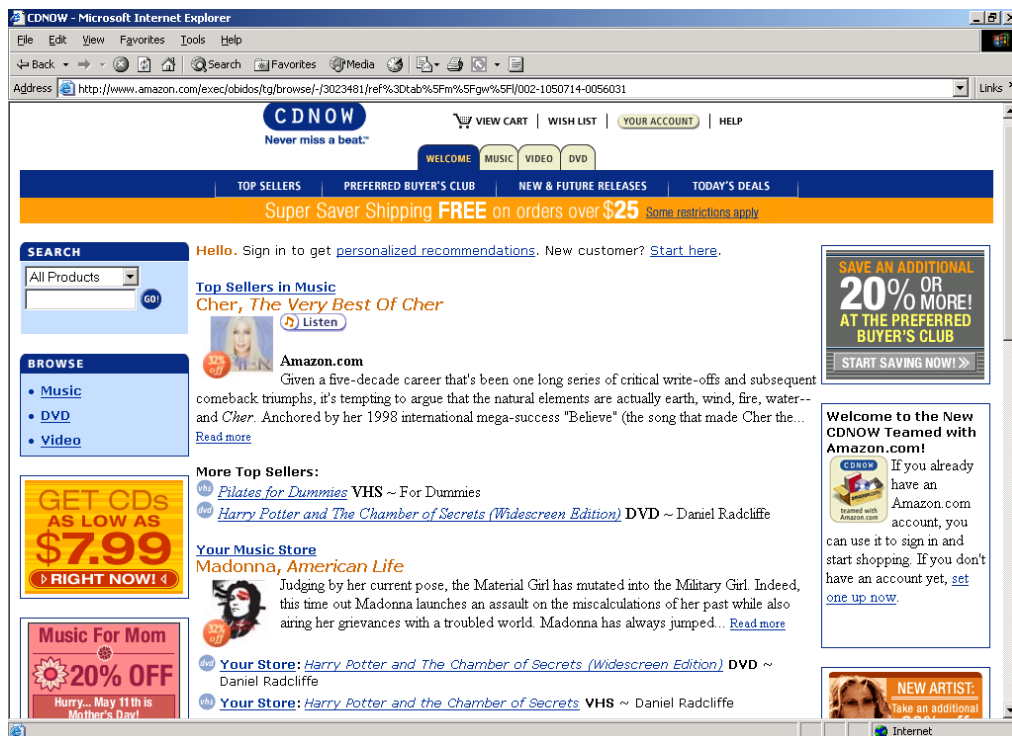 CDNOW - Microsoft Internet Explorer
File Edit View Favorites Tools Help
Back Search Favorites Media
Address http://www.amazon.com/exec/obidos/tg/browse/-/3023481/ref%3Dtab%5Fm%5Fgw%5Fl/002-1050714-0056031 Links
CDNOW
Never miss a beat.™
VIEW CART | WISH LIST | YOUR ACCOUNT | HELP
WELCOME MUSIC VIDEO DVD
TOP SELLERS PREFERRED BUYER'S CLUB NEW & FUTURE RELEASES TODAY'S DEALS
Super Saver Shipping FREE on orders over $25 Some restrictions apply
SEARCH
All Products
GO!
BROWSE
• Music
• DVD
• Video
GET CDs
AS LOW AS
$7.99
RIGHT NOW!
Music For Mom
20% OFF
Hurry... May 11th is
Mother's Day!
Hello. Sign in to get personalized recommendations. New customer? Start here.
Top Sellers in Music
Cher, The Very Best Of Cher
Listen
32% off
Amazon.com
Given a five-decade career that's been one long series of critical write-offs and subsequent
comeback triumphs, it's tempting to argue that the natural elements are actually earth, wind, fire, water--
and Cher. Anchored by her 1998 international mega-success "Believe" (the song that made Cher the...
Read more
More Top Sellers:
vhs Pilates for Dummies VHS ~ For Dummies
dvd Harry Potter and The Chamber of Secrets (Widescreen Edition) DVD ~ Daniel Radcliffe
Your Music Store
Madonna, American Life
32% off
Judging by her current pose, the Material Girl has mutated into the Military Girl. Indeed,
this time out Madonna launches an assault on the miscalculations of her past while also
airing her grievances with a troubled world. Madonna has always jumped... Read more
dvd Your Store: Harry Potter and The Chamber of Secrets (Widescreen Edition) DVD ~
Daniel Radcliffe
vhs Your Store: Harry Potter and the Chamber of Secrets VHS ~ Daniel Radcliffe
SAVE AN ADDITIONAL
20% OR
MORE!
AT THE PREFERRED
BUYER'S CLUB
START SAVING NOW!
Welcome to the New
CDNOW Teamed with
Amazon.com!
CDNOW
teamed with
Amazon.com
If you already
have an
Amazon.com
account, you
can use it to sign in and
start shopping. If you don't
have an account yet, set
one up now.
NEW ARTIST:
Take an additional
Internet